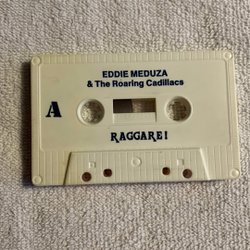 EDDIE MEDUZA
& The Roaring Cadillacs
A
RAGGARE!